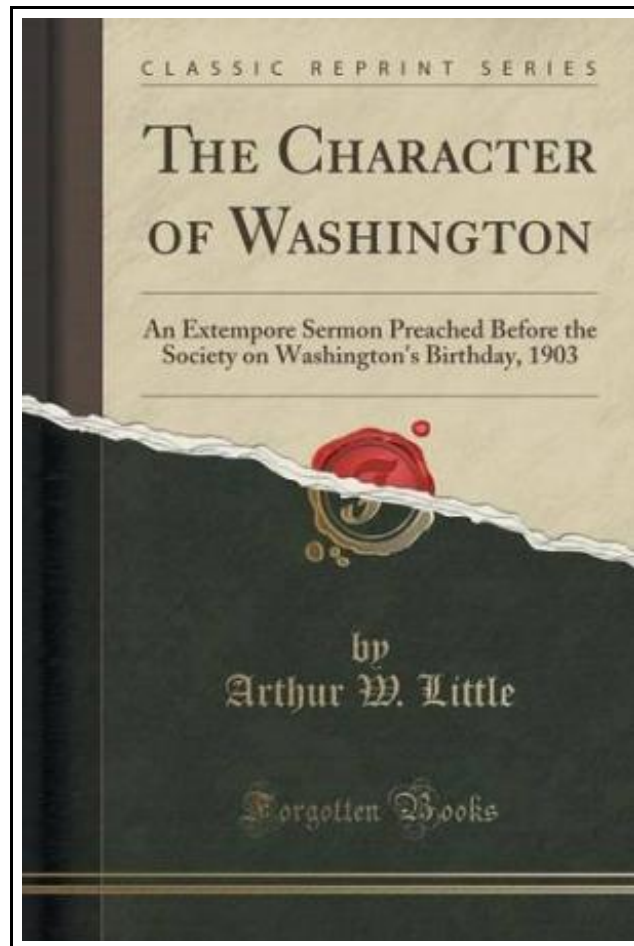 CLASSIC REPRINT SERIES
THE CHARACTER
OF WASHINGTON
An Extempore Sermon Preached Before the
Society on Washington's Birthday, 1903
by
Arthur W. Little
Forgotten Books